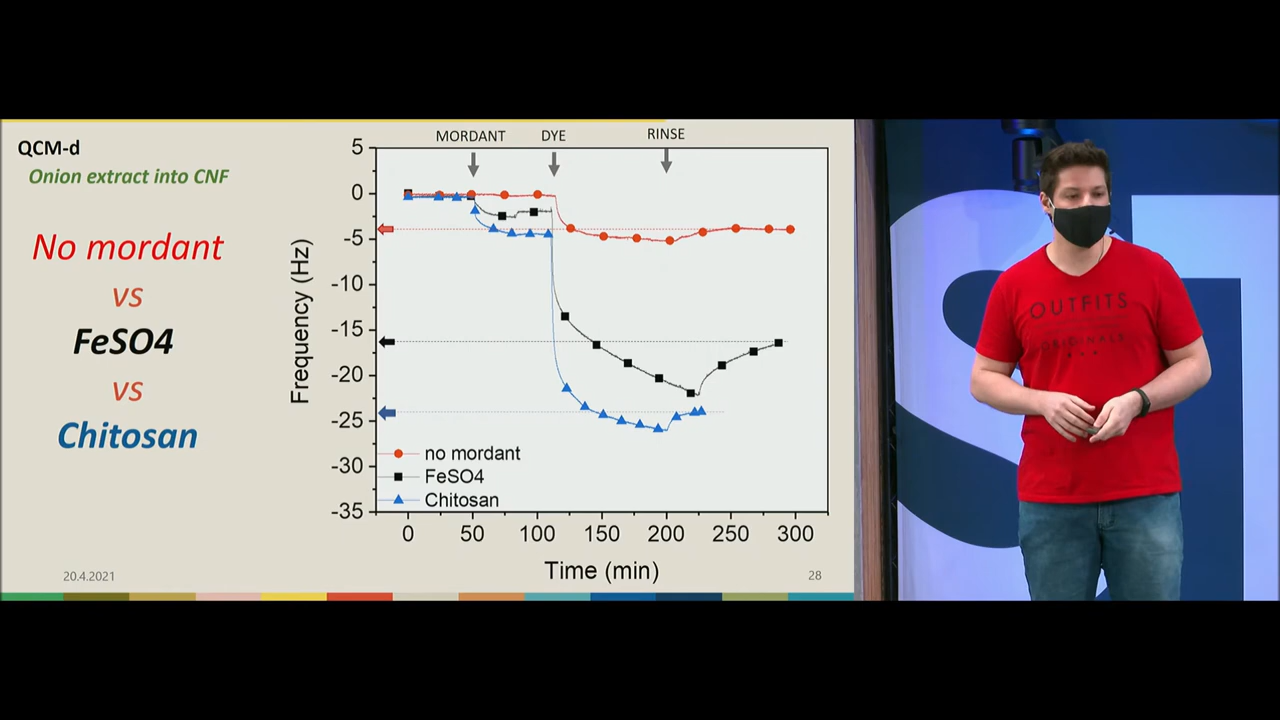 QCM-d
Onion extract into CNF
No mordant
vs
FeSO4
vs
Chitosan
MORDANT DYE RINSE
5
0
-5
-10
-15
-20
-25
-30
-35
Frequency (Hz)
no mordant
FeSO4
Chitosan
0 50 100 150 200 250 300
Time (min)
20.4.2021
28
OUTFITS
ORIGINALS